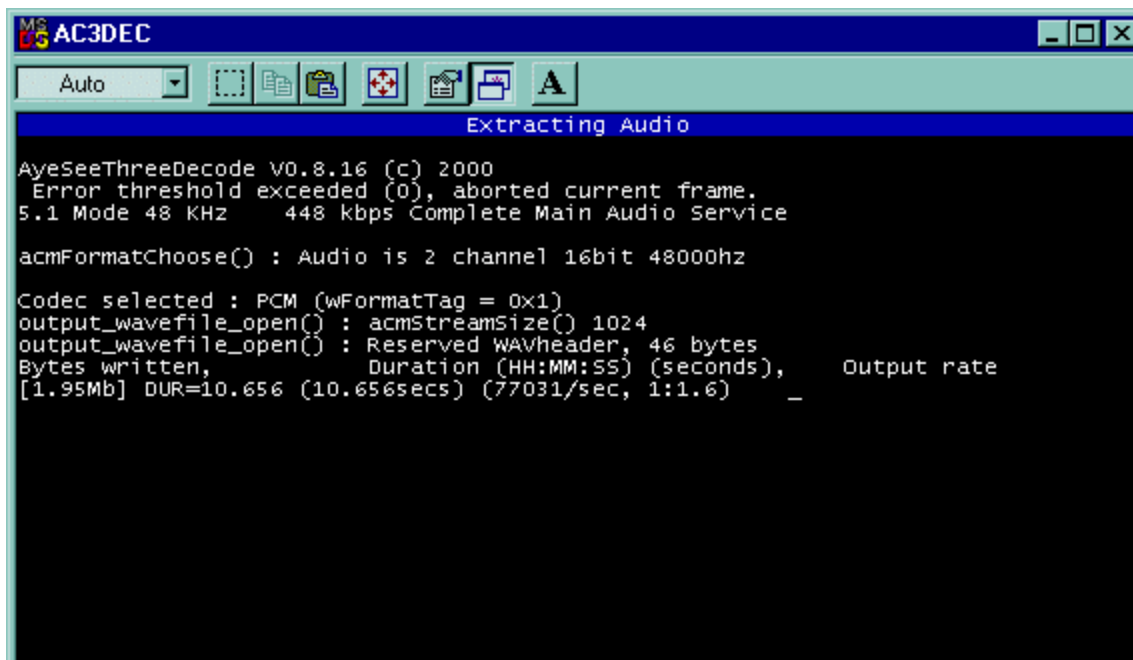 AC3DEC
Auto
A
Extracting Audio
AyeSeeThreeDecode V0.8.16 (c) 2000
Error threshold exceeded (0), aborted current frame.
5.1 Mode 48 KHz 448 kbps Complete Main Audio Service
acmFormatChoose() : Audio is 2 channel 16bit 48000hz
Codec selected : PCM (wFormatTag = 0x1)
output_wavefile_open() : acmStreamSize() 1024
output_wavefile_open() : Reserved WAVheader, 46 bytes
Bytes written, Duration (HH:MM:SS) (seconds), Output rate
[1.95Mb] DUR=10.656 (10.656secs) (77031/sec, 1:1.6) _